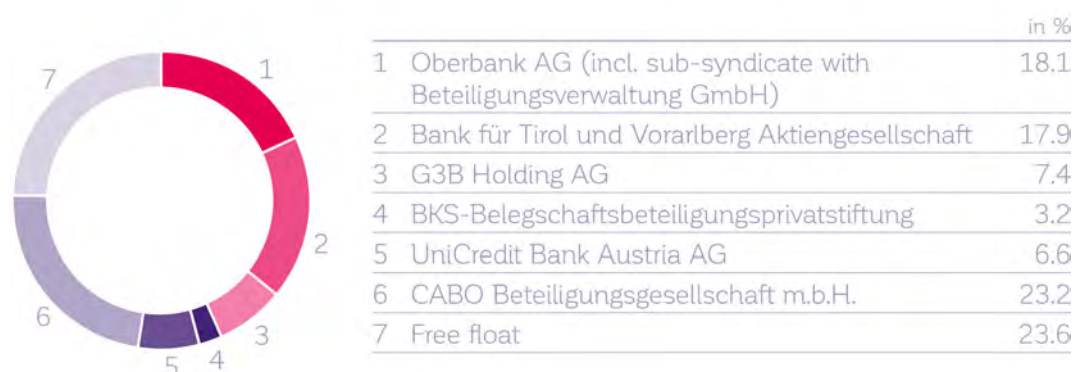 in %
1 Oberbank AG (incl. sub-syndicate with 18.1
Beteiligungsverwaltung GmbH)
2 Bank für Tirol und Vorarlberg Aktiengesellschaft 17.9
3 G3B Holding AG 7.4
4 BKS-Belegschaftsbeteiligungsprivatstiftung 3.2
5 UniCredit Bank Austria AG 6.6
6 CABO Beteiligungsgesellschaft m.b.H. 23.2
7 Free float 23.6
7
1
2
6
3
5
4